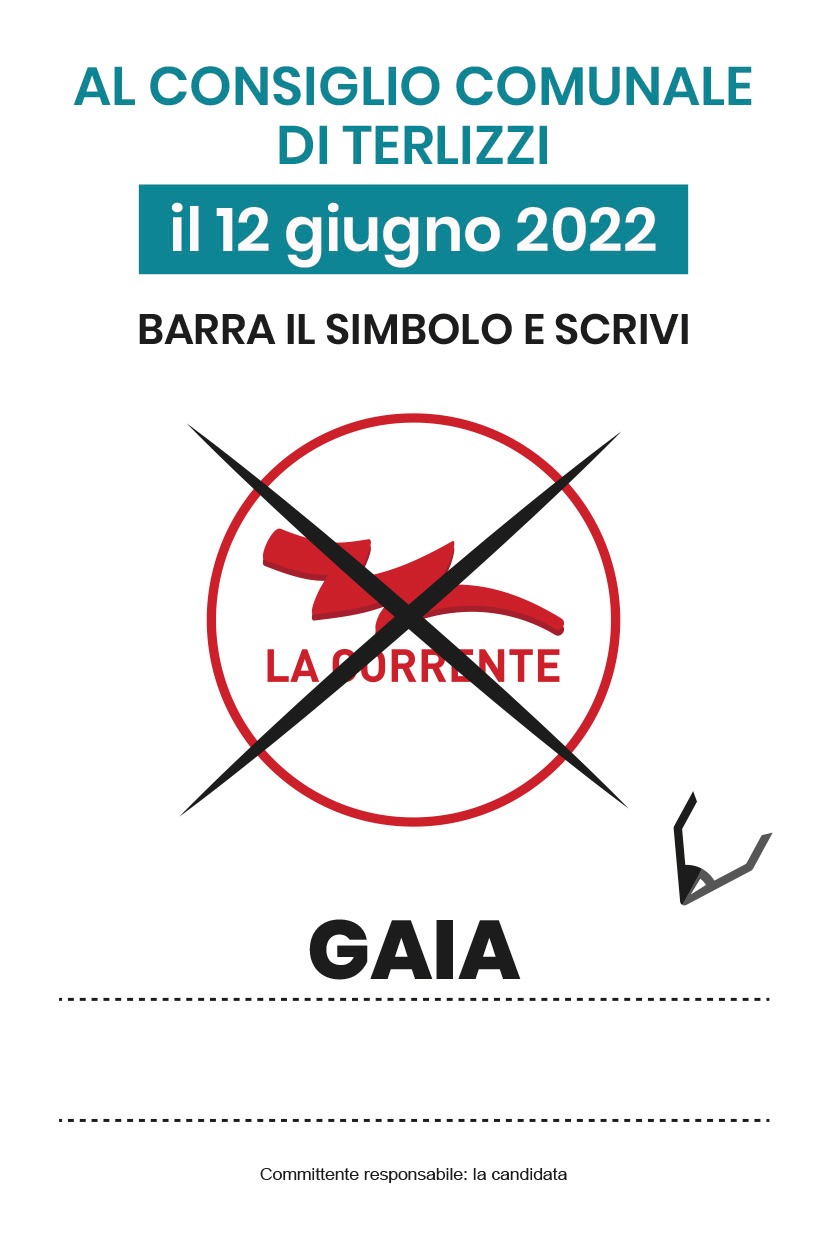 AL CONSIGLIO COMUNALE
DI TERLIZZI
il 12 giugno 2022
BARRA IL SIMBOLO E SCRIVI
LA CORRENTE
GAIA
Committente responsabile: la candidata